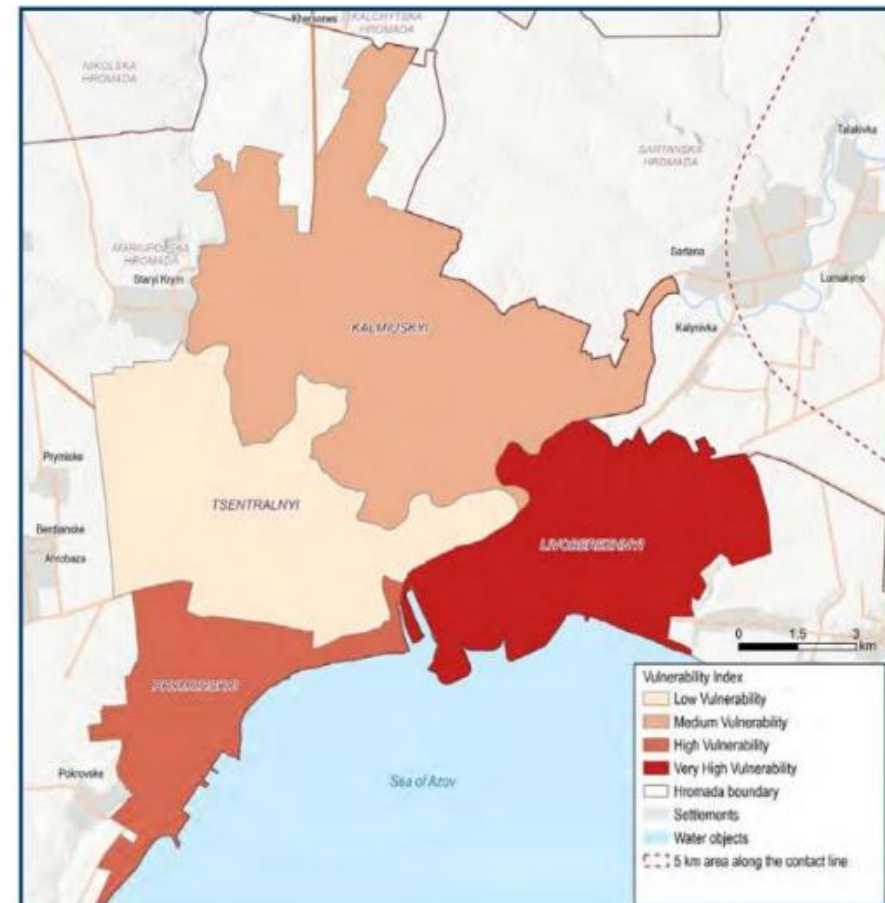 Khersones
KALCHYTSKA
HROMADA
NIKOLSKA
HROMADA
Talakivka
SARTANSKA
HROMADA
MARIUPOLSKA
HROMADA
Staryi Krym
Sartana
Lomakyne
KALMIUSKYI
Kalynivka
Prymiske
TSENTRALNYI
Berdianske
Ahrobaza
LIVOBEREZHNYI
0 1.5 3
km
PRYMORSKYI
Pokrovske
Sea of Azov
Vulnerability Index
Low Vulnerability
Medium Vulnerability
High Vulnerability
Very High Vulnerability
Hromada boundary
Settlements
Water objects
5 km area along the contact line